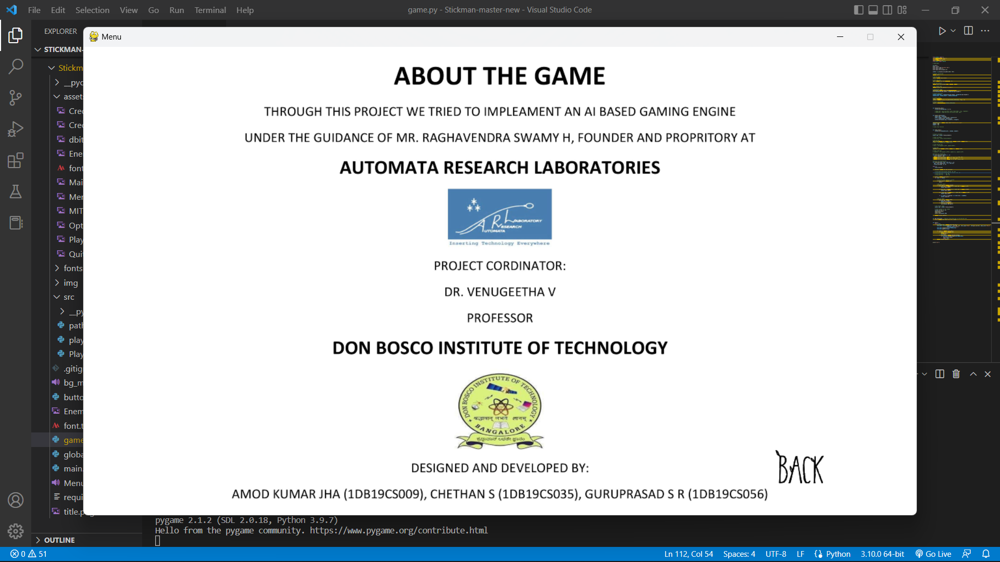 File Edit Selection View Go Run Terminal Help
game.py - Stickman-master-new - Visual Studio Code
EXPLORER
STICKMAN-
Stickm
__pyc
asset
Crec
Crec
dbit
Ene
font
Mai
Mer
MIT
Opt
Play
Quit
fonts
img
src
__py
path
play
Play
.gitig
bg_m
butto
Enem
font.t
game
globa
main.
Menu
requi
title.p
OUTLINE
Menu
ABOUT THE GAME
THROUGH THIS PROJECT WE TRIED TO IMPLEAMENT AN AI BASED GAMING ENGINE
UNDER THE GUIDANCE OF MR. RAGHAVENDRA SWAMY H, FOUNDER AND PROPRITORY AT
AUTOMATA RESEARCH LABORATORIES
AUTOMATA RESEARCH LABORATORY
Inserting Technology Everywhere
PROJECT CORDINATOR:
DR. VENUGEETHA V
PROFESSOR
DON BOSCO INSTITUTE OF TECHNOLOGY
DON BOSCO INSTITUTE OF TECHNOLOGY
श्रद्धावान् लभते ज्ञानम्
BANGALORE
DESIGNED AND DEVELOPED BY:
BACK
AMOD KUMAR JHA (1DB19CS009), CHETHAN S (1DB19CS035), GURUPRASAD S R (1DB19CS056)
pygame 2.1.2 (SDL 2.0.18, Python 3.9.7)
Hello from the pygame community. https://www.pygame.org/contribute.html
0 51 Ln 112, Col 54 Spaces: 4 UTF-8 LF Python 3.10.0 64-bit Go Live